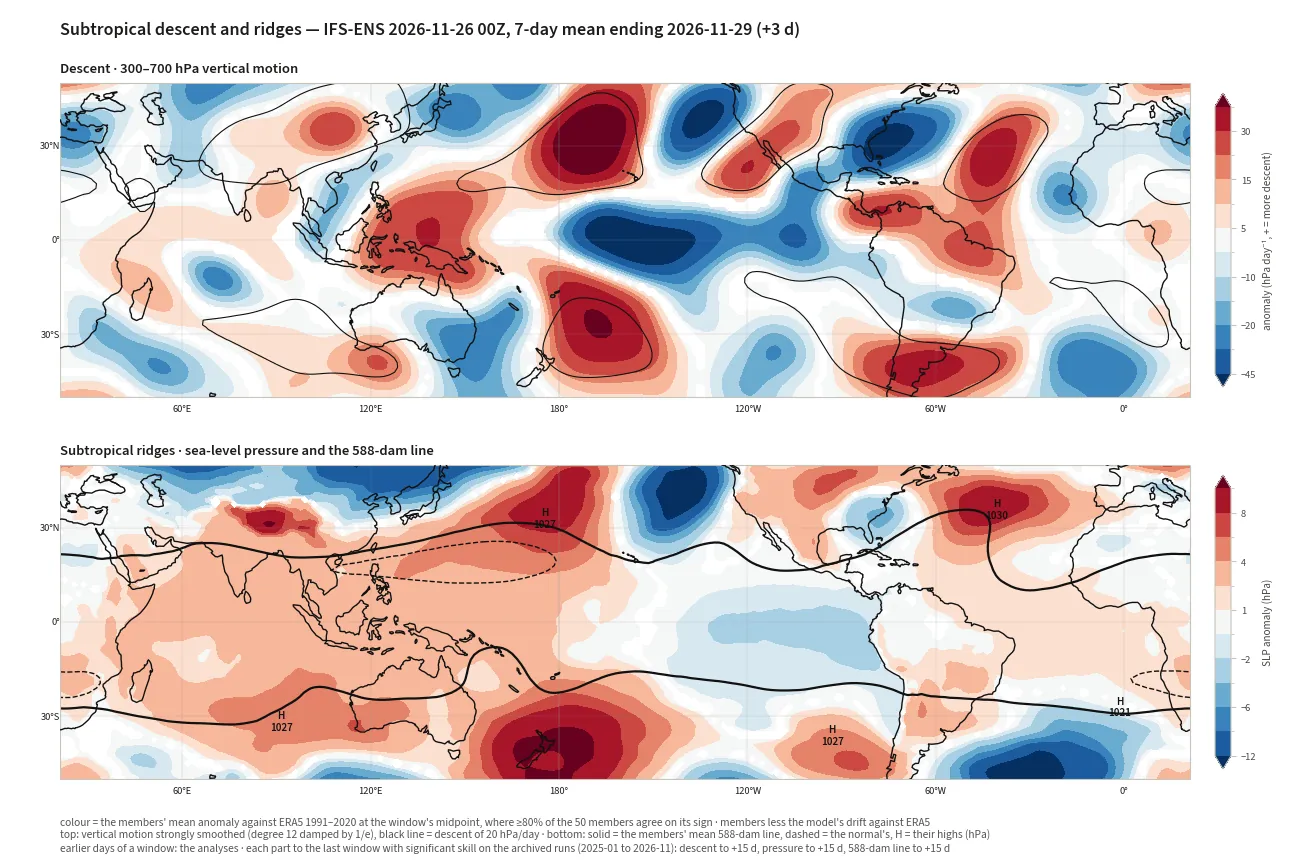 Subtropical descent and ridges — IFS-ENS 2026-11-26 00Z, 7-day mean ending 2026-11-29 (+3 d)
Descent · 300–700 hPa vertical motion
30°N
0°
30°S
60°E
120°E
180°
120°W
60°W
0°
30
15
5
−10
−20
−45
anomaly (hPa day⁻¹, + = more descent)
Subtropical ridges · sea-level pressure and the 588-dam line
30°N
0°
30°S
H
1027
H
1030
H
1027
H
1027
H
1021
60°E
120°E
180°
120°W
60°W
0°
8
4
1
−2
−6
−12
SLP anomaly (hPa)
colour = the members' mean anomaly against ERA5 1991–2020 at the window's midpoint, where ≥80% of the 50 members agree on its sign · members less the model's drift against ERA5
top: vertical motion strongly smoothed (degree 12 damped by 1/e), black line = descent of 20 hPa/day · bottom: solid = the members' mean 588-dam line, dashed = the normal's, H = their highs (hPa)
earlier days of a window: the analyses · each part to the last window with significant skill on the archived runs (2025-01 to 2026-11): descent to +15 d, pressure to +15 d, 588-dam line to +15 d